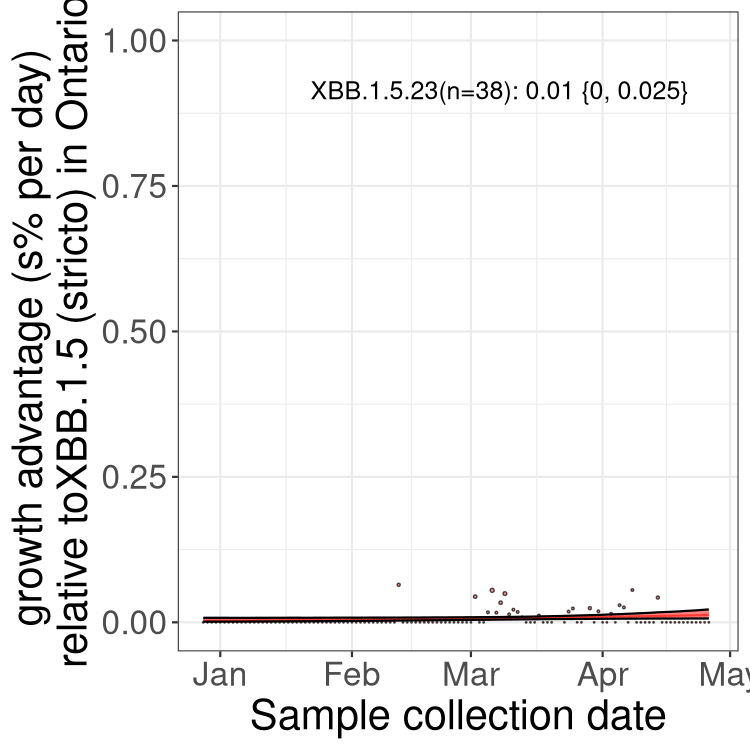 growth advantage (s% per day)
relative toXBB.1.5 (stricto) in Ontario
1.00
0.75
0.50
0.25
0.00
XBB.1.5.23(n=38): 0.01 {0, 0.025}
Jan Feb Mar Apr May
Sample collection date